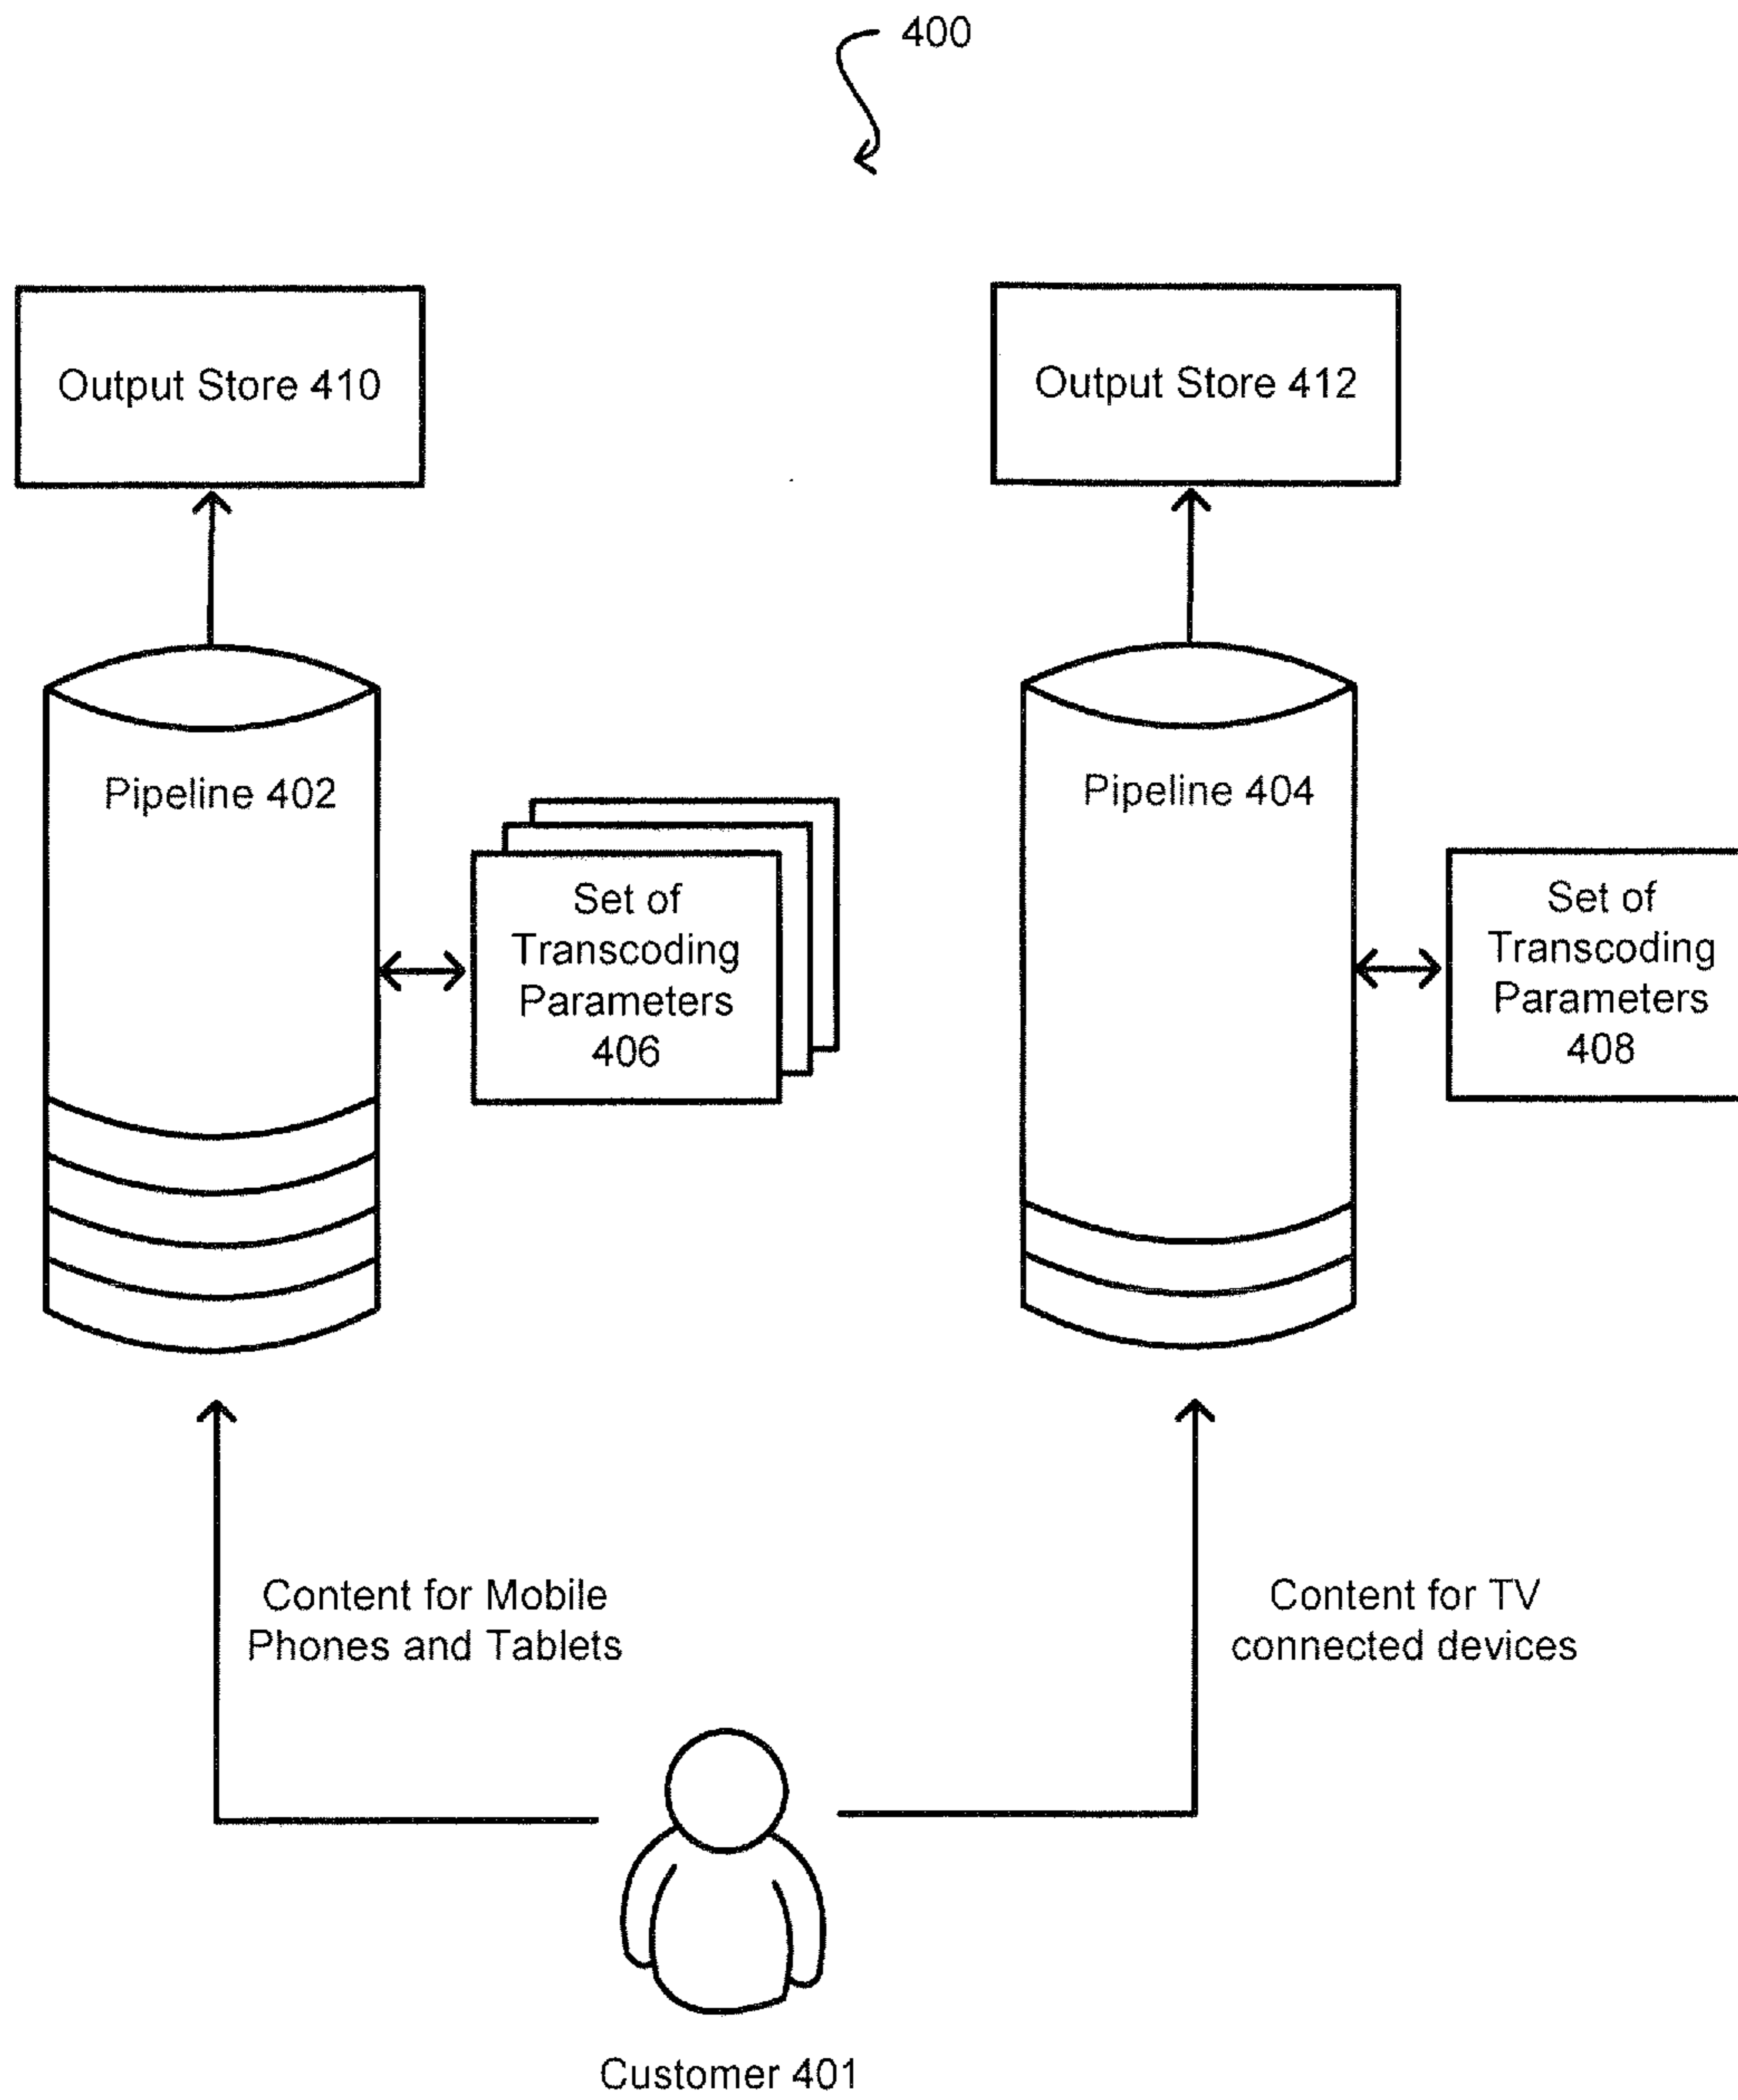 400
Output Store 410
Output Store 412
Pipeline 402
Pipeline 404
Set of
Transcoding
Parameters
406
Set of
Transcoding
Parameters
408
Content for Mobile
Phones and Tablets
Content for TV
connected devices
Customer 401